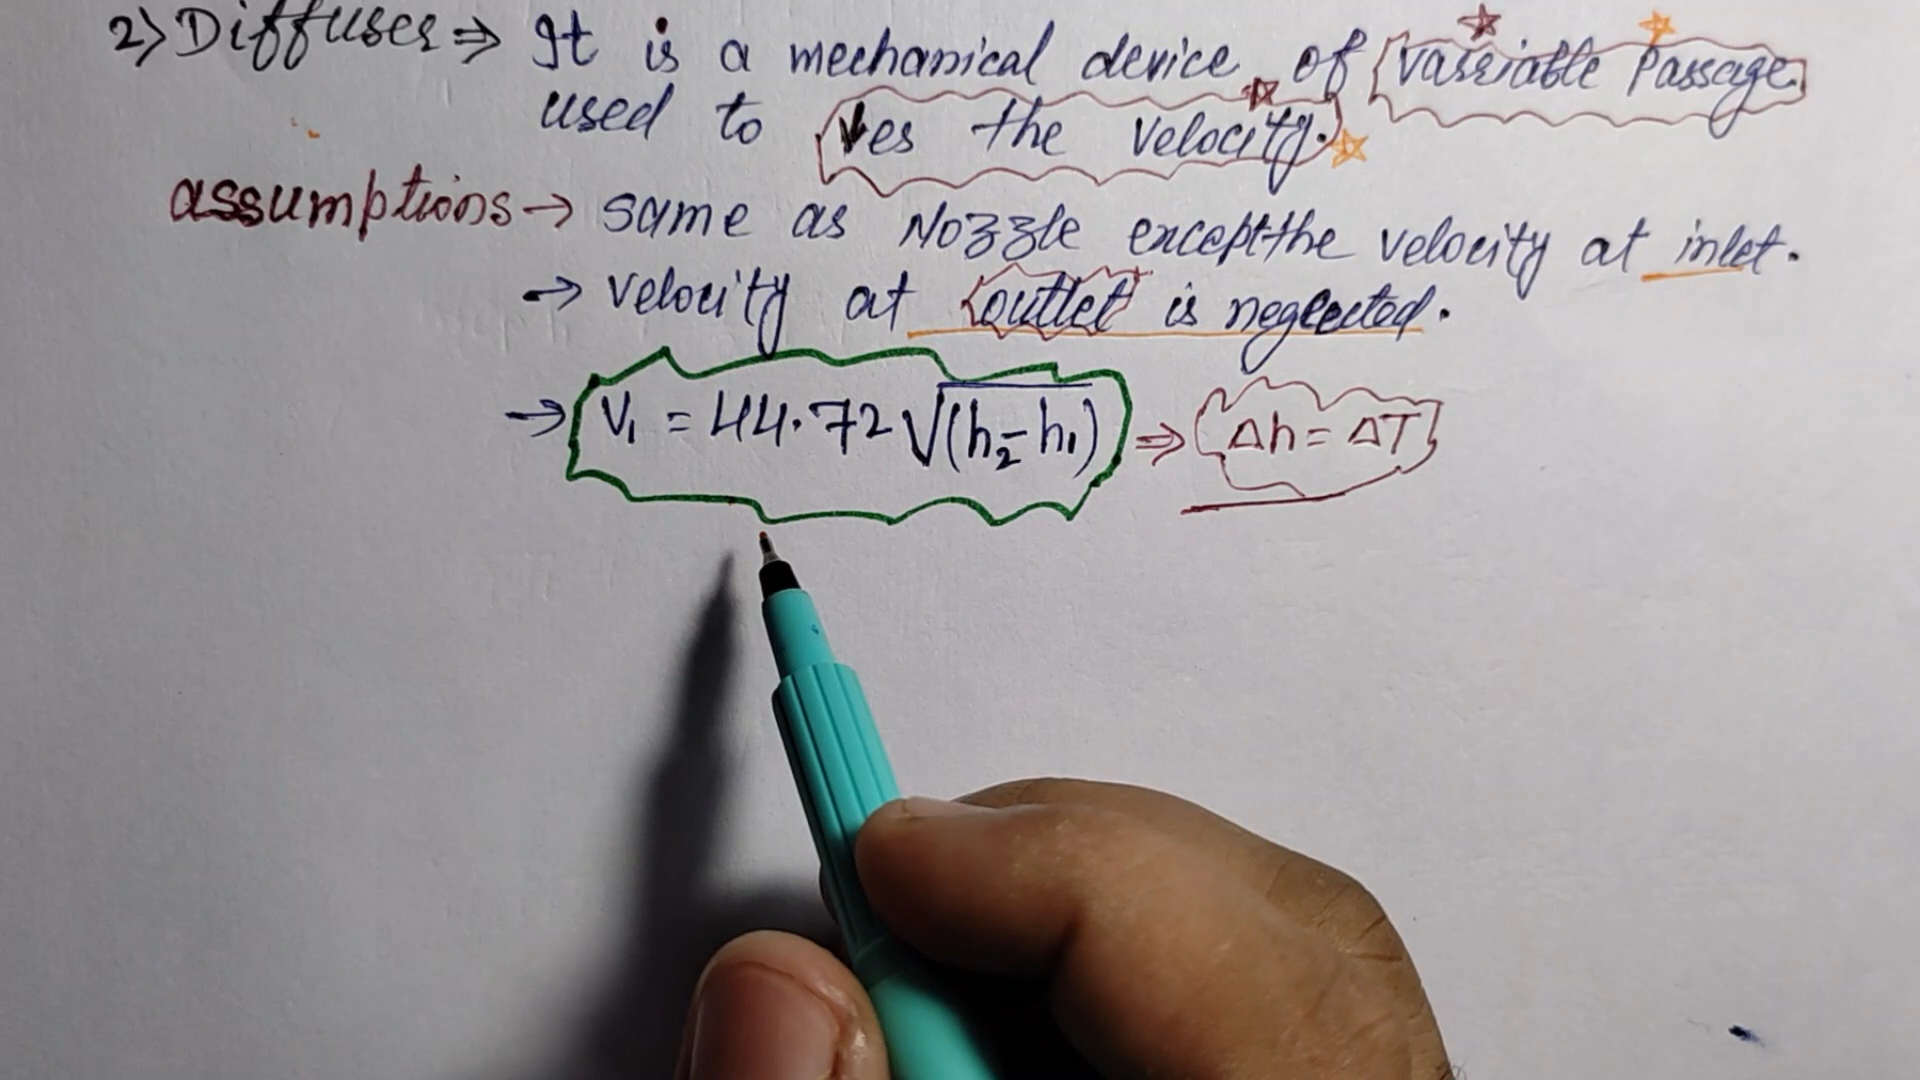 2) Diffuser ⇒ It is a mechanical device of variable Passage.
used to ↓es the velocity.
assumptions → same as Nozzle except the velocity at inlet.
→ velocity at outlet is neglected.
→ V₁ = 44.72 √(h₂-h₁) ⇒ Δh = ΔT